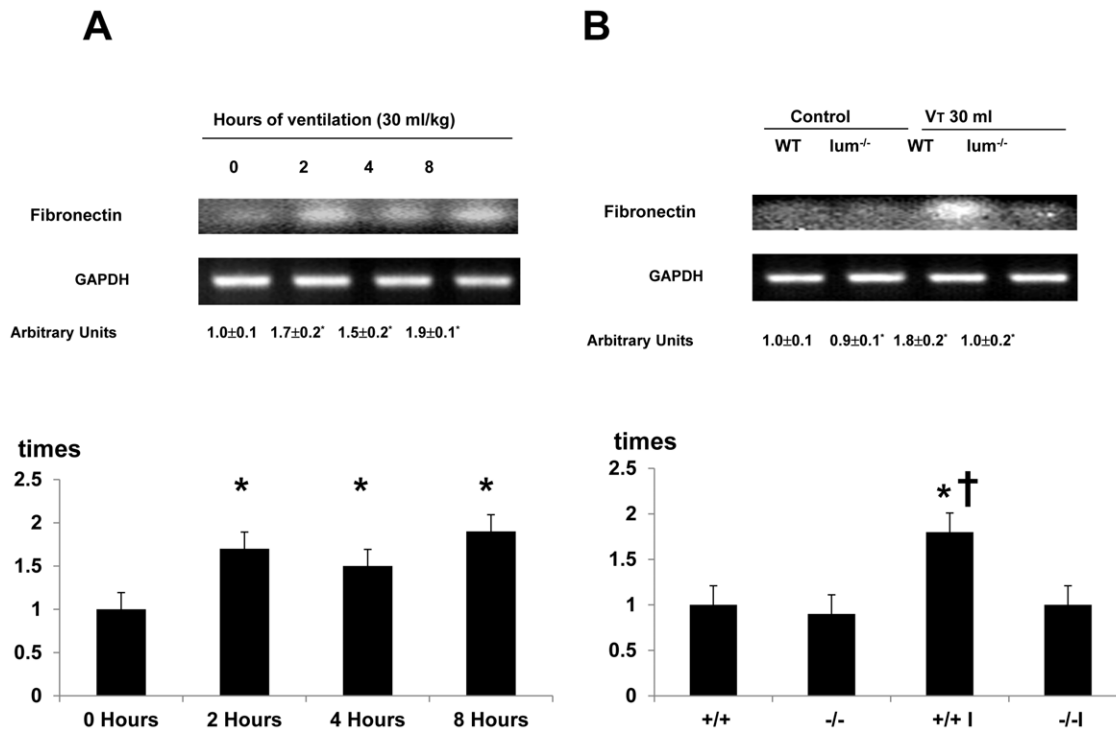 A
Hours of ventilation (30 ml/kg)
0 2 4 8
Fibronectin
GAPDH
Arbitrary Units 1.0±0.1 1.7±0.2* 1.5±0.2* 1.9±0.1*
times
2.5
2
1.5
1
0.5
0
* * *
0 Hours 2 Hours 4 Hours 8 Hours
B
Control VT 30 ml
WT lum-/- WT lum-/-
Fibronectin
GAPDH
Arbitrary Units 1.0±0.1 0.9±0.1* 1.8±0.2* 1.0±0.2*
times
2.5
2
1.5
1
0.5
0
*†
+/+ -/- +/+ I -/-I